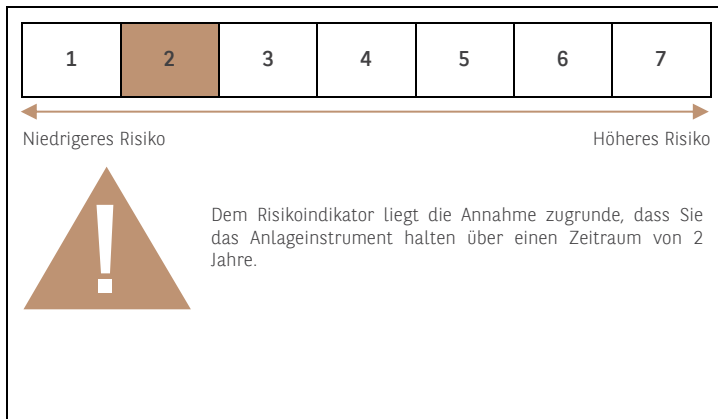 1 2 3 4 5 6 7
Niedrigeres Risiko Höheres Risiko
!
Dem Risikoindikator liegt die Annahme zugrunde, dass Sie
das Anlageinstrument halten über einen Zeitraum von 2
Jahre.